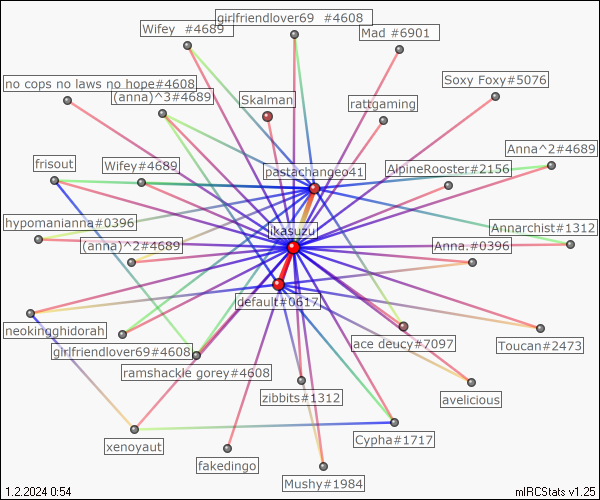 girlfriendlover69  #4608
Wifey  #4689
Mad #6901
Soxy Foxy#5076
no cops no laws no hope#4608
(anna)^3#4689
Skalman
rattgaming
Anna^2#4689
frisout
Wifey#4689
pastachangeo41
AlpineRooster#2156
hypomanianna#0396
ikasuzu
Annarchist#1312
(anna)^2#4689
Anna.#0396
default#0617
neokingghidorah
girlfriendlover69#4608
ace deucy#7097
Toucan#2473
ramshackle gorey#4608
zibbits#1312
avelicious
xenoyaut
Cypha#1717
fakedingo
Mushy#1984
1.2.2024 0:54
mIRCStats v1.25